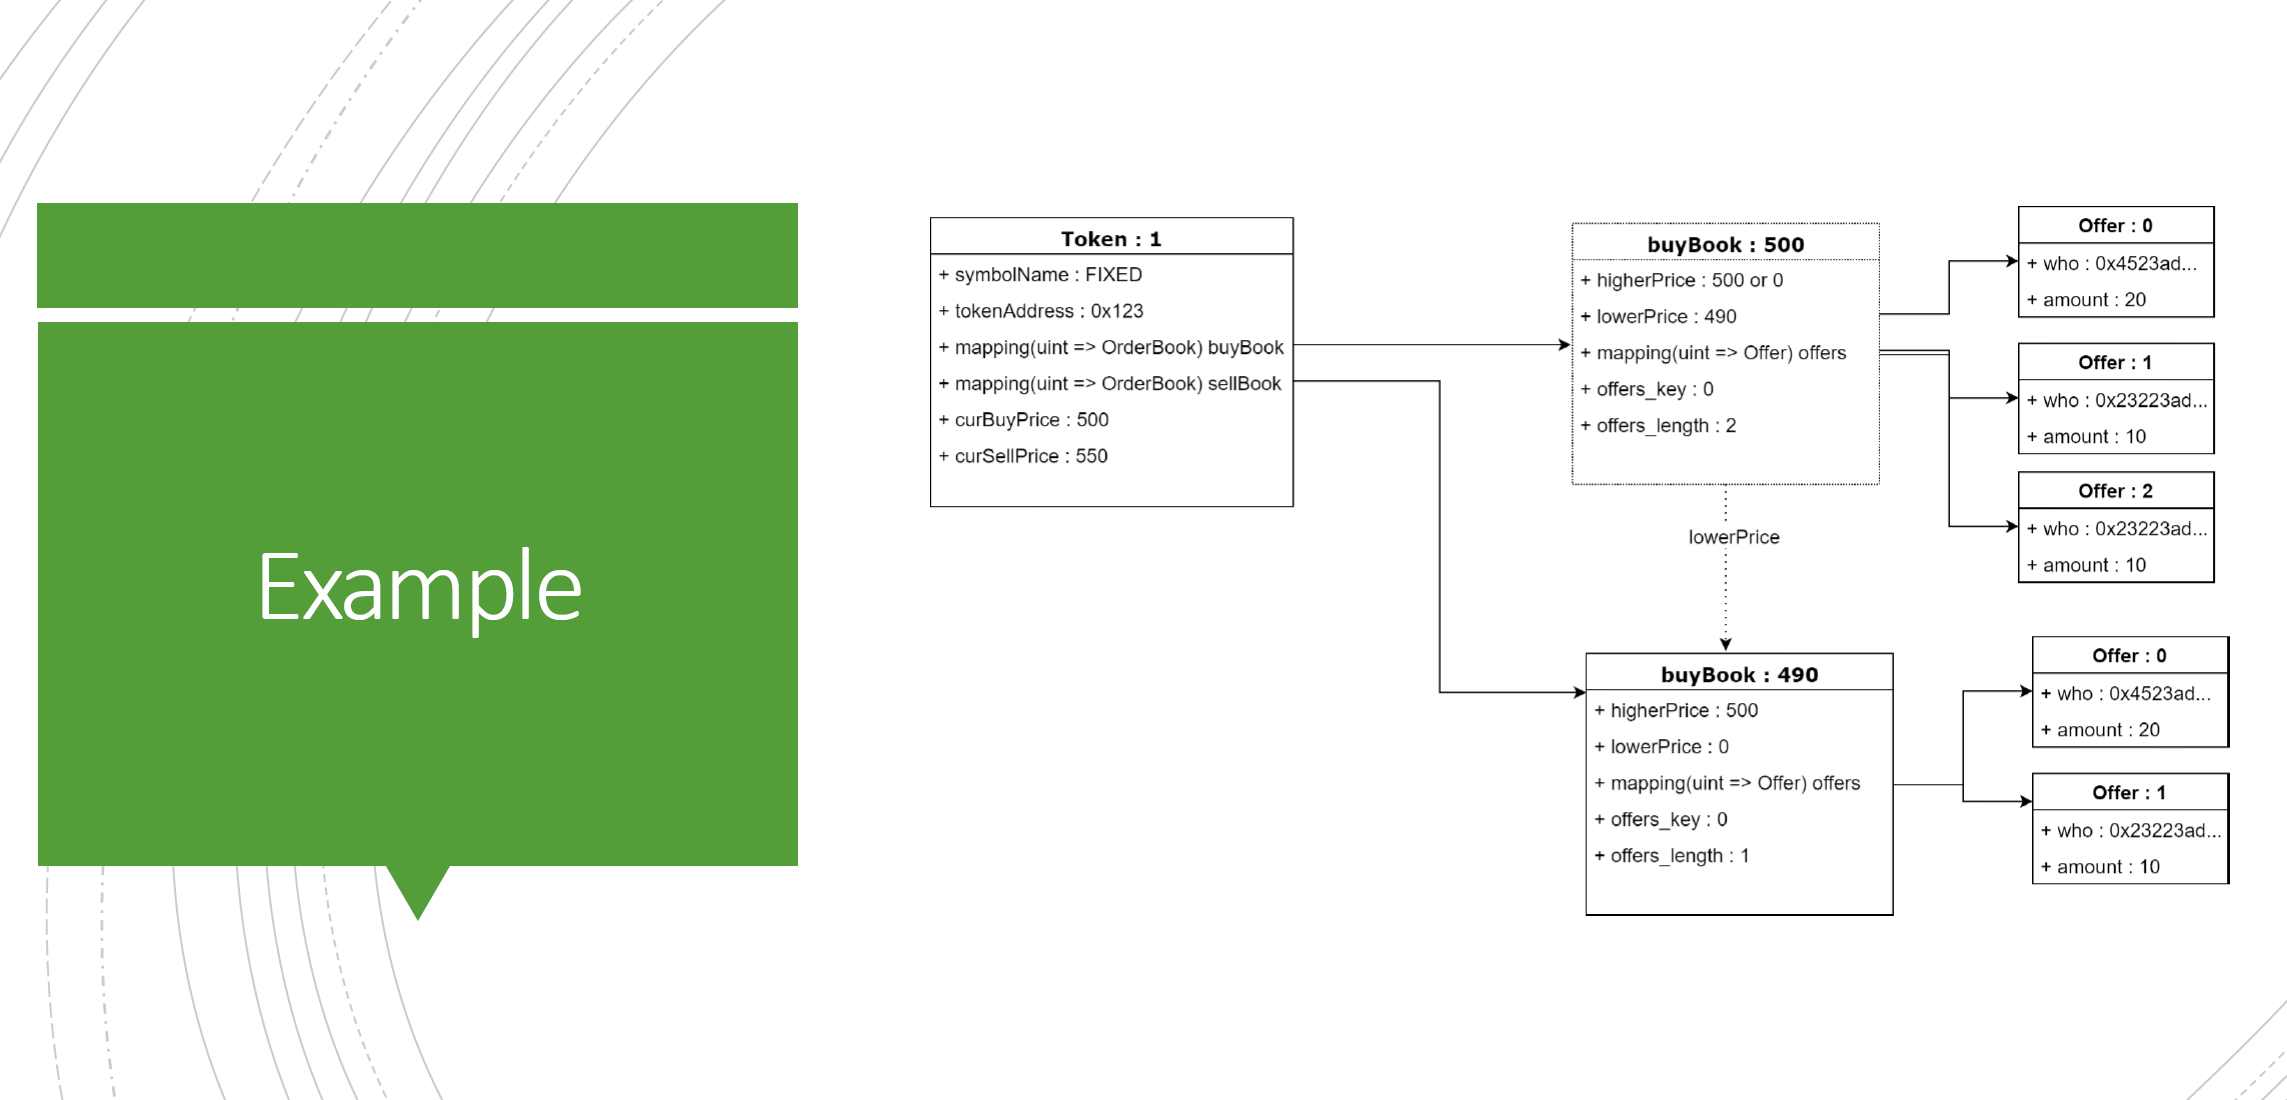 Example
Token : 1
+ symbolName : FIXED
+ tokenAddress : 0x123
+ mapping(uint => OrderBook) buyBook
+ mapping(uint => OrderBook) sellBook
+ curBuyPrice : 500
+ curSellPrice : 550
buyBook : 500
+ higherPrice : 500 or 0
+ lowerPrice : 490
+ mapping(uint => Offer) offers
+ offers_key : 0
+ offers_length : 2
Offer : 0
+ who : 0x4523ad...
+ amount : 20
Offer : 1
+ who : 0x23223ad...
+ amount : 10
Offer : 2
+ who : 0x23223ad...
+ amount : 10
lowerPrice
buyBook : 490
+ higherPrice : 500
+ lowerPrice : 0
+ mapping(uint => Offer) offers
+ offers_key : 0
+ offers_length : 1
Offer : 0
+ who : 0x4523ad...
+ amount : 20
Offer : 1
+ who : 0x23223ad...
+ amount : 10